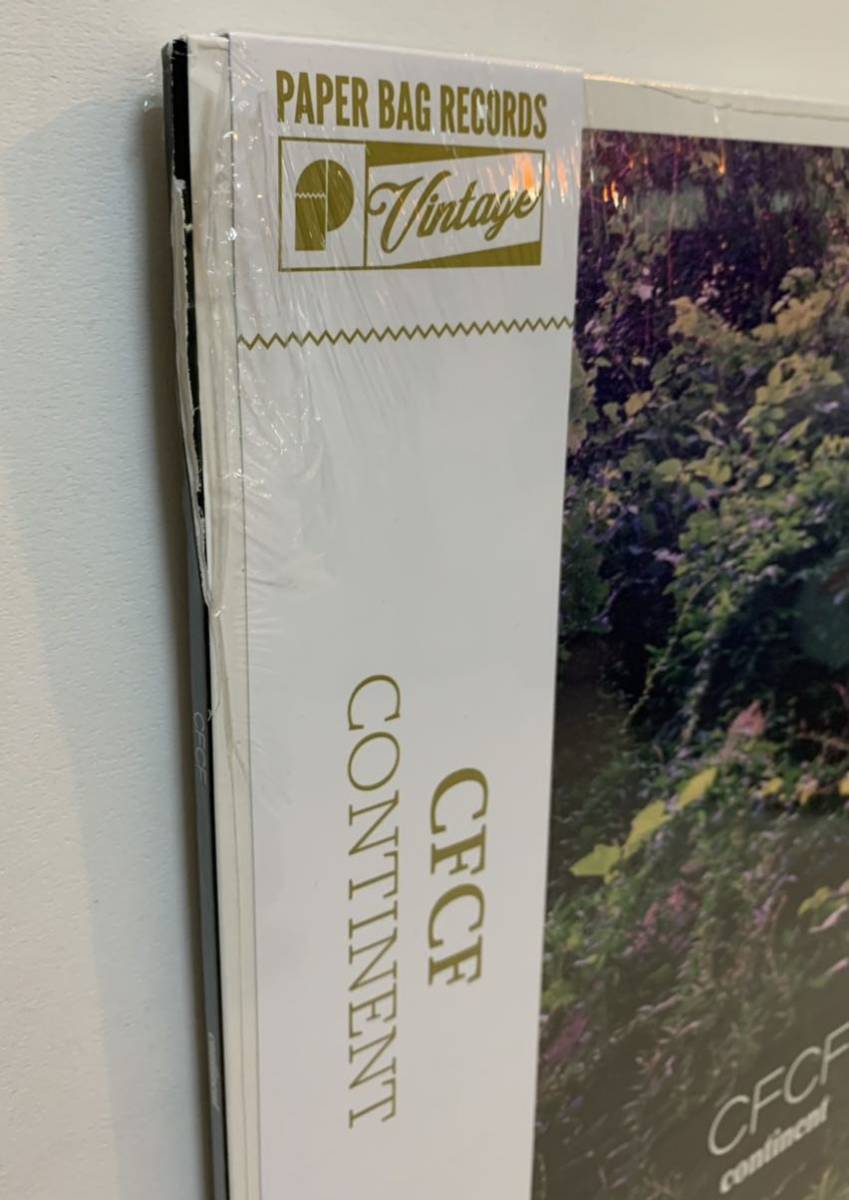 PAPER BAG RECORDS
Vintage
CFCF
CONTINENT
CFCF
CFCF
continent